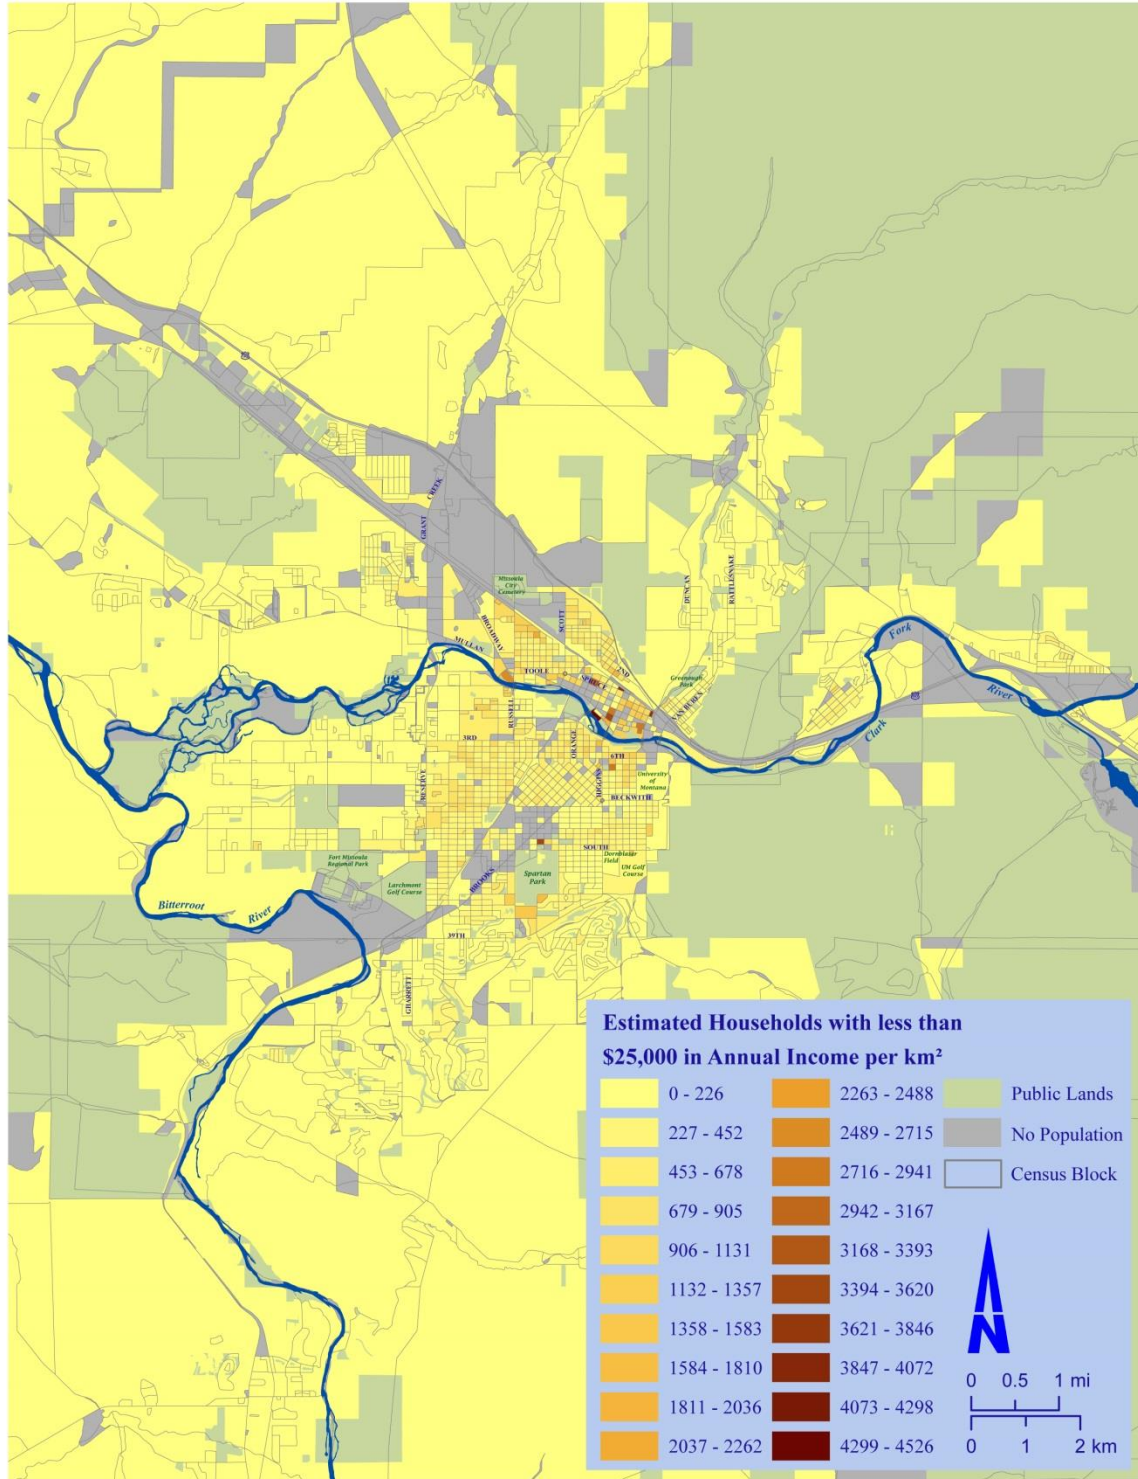 GRANT
CREEK
Missoula
City
Cemetery
SCOTT
DUNCAN
RATTLESNAKE
BROADWAY
MULLAN
TOOLE
2ND
SPRUCE
Greenough
Park
VAN BUREN
Clark
Fork
River
RUSSELL
3RD
ORANGE
6TH
University
of
Montana
RESERVE
HIGGINS
BECKWITH
SOUTH
Dornblaser
Field
UM Golf
Course
Fort Missoula
Regional Park
Larchmont
Golf Course
BROOKS
Spartan
Park
Bitterroot
River
39TH
GHARRETT
Estimated Households with less than
$25,000 in Annual Income per km²
0 - 226
227 - 452
453 - 678
679 - 905
906 - 1131
1132 - 1357
1358 - 1583
1584 - 1810
1811 - 2036
2037 - 2262
2263 - 2488
2489 - 2715
2716 - 2941
2942 - 3167
3168 - 3393
3394 - 3620
3621 - 3846
3847 - 4072
4073 - 4298
4299 - 4526
Public Lands
No Population
Census Block
N
0 0.5 1 mi
0 1 2 km